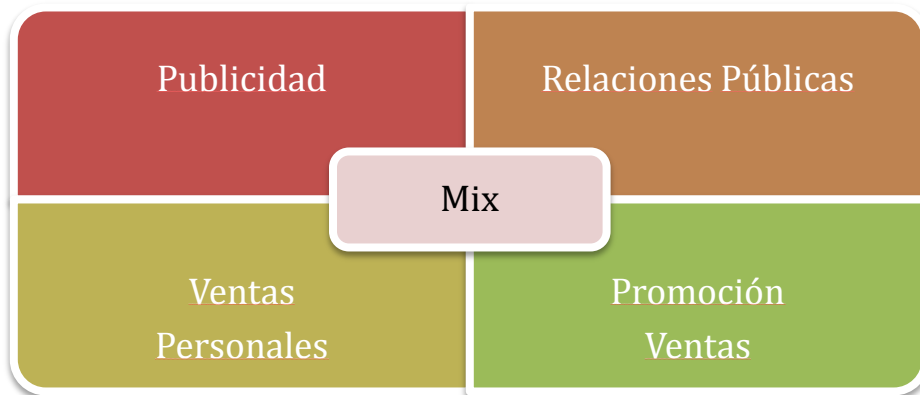 Publicidad
Relaciones Públicas
Mix
Ventas
Personales
Promoción
Ventas